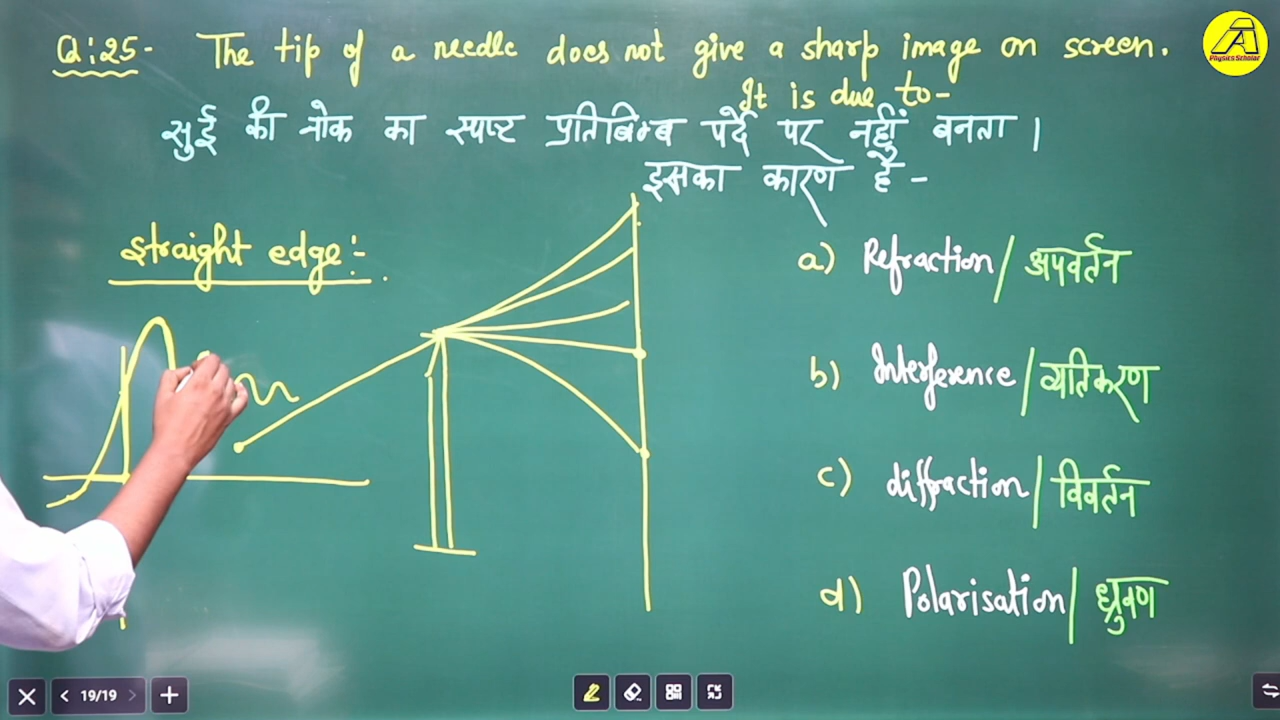 Q:25- The tip of a needle does not give a sharp image on screen.
It is due to-
सुई की नोक का स्पष्ट प्रतिबिम्ब पर्दे पर नहीं बनता।
इसका कारण है -
straight edge:-
a) Refraction / अपवर्तन
b) Interference / व्यतिकरण
c) diffraction / विवर्तन
d) Polarisation / ध्रुवण
Physics Scholar
19/19